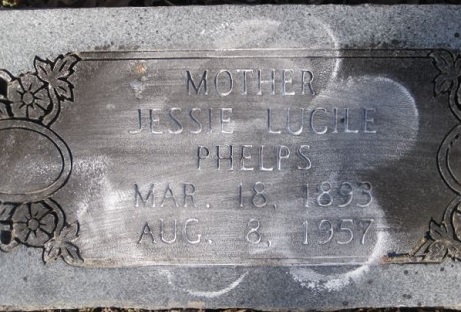 MOTHER
JESSIE LUCILE
PHELPS
MAR. 18, 1893
AUG. 8, 1957